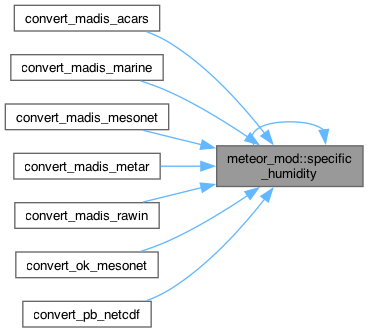 convert_madis_acars
convert_madis_marine
convert_madis_mesonet
convert_madis_metar
convert_madis_rawin
convert_ok_mesonet
convert_pb_netcdf
meteor_mod::specific
_humidity